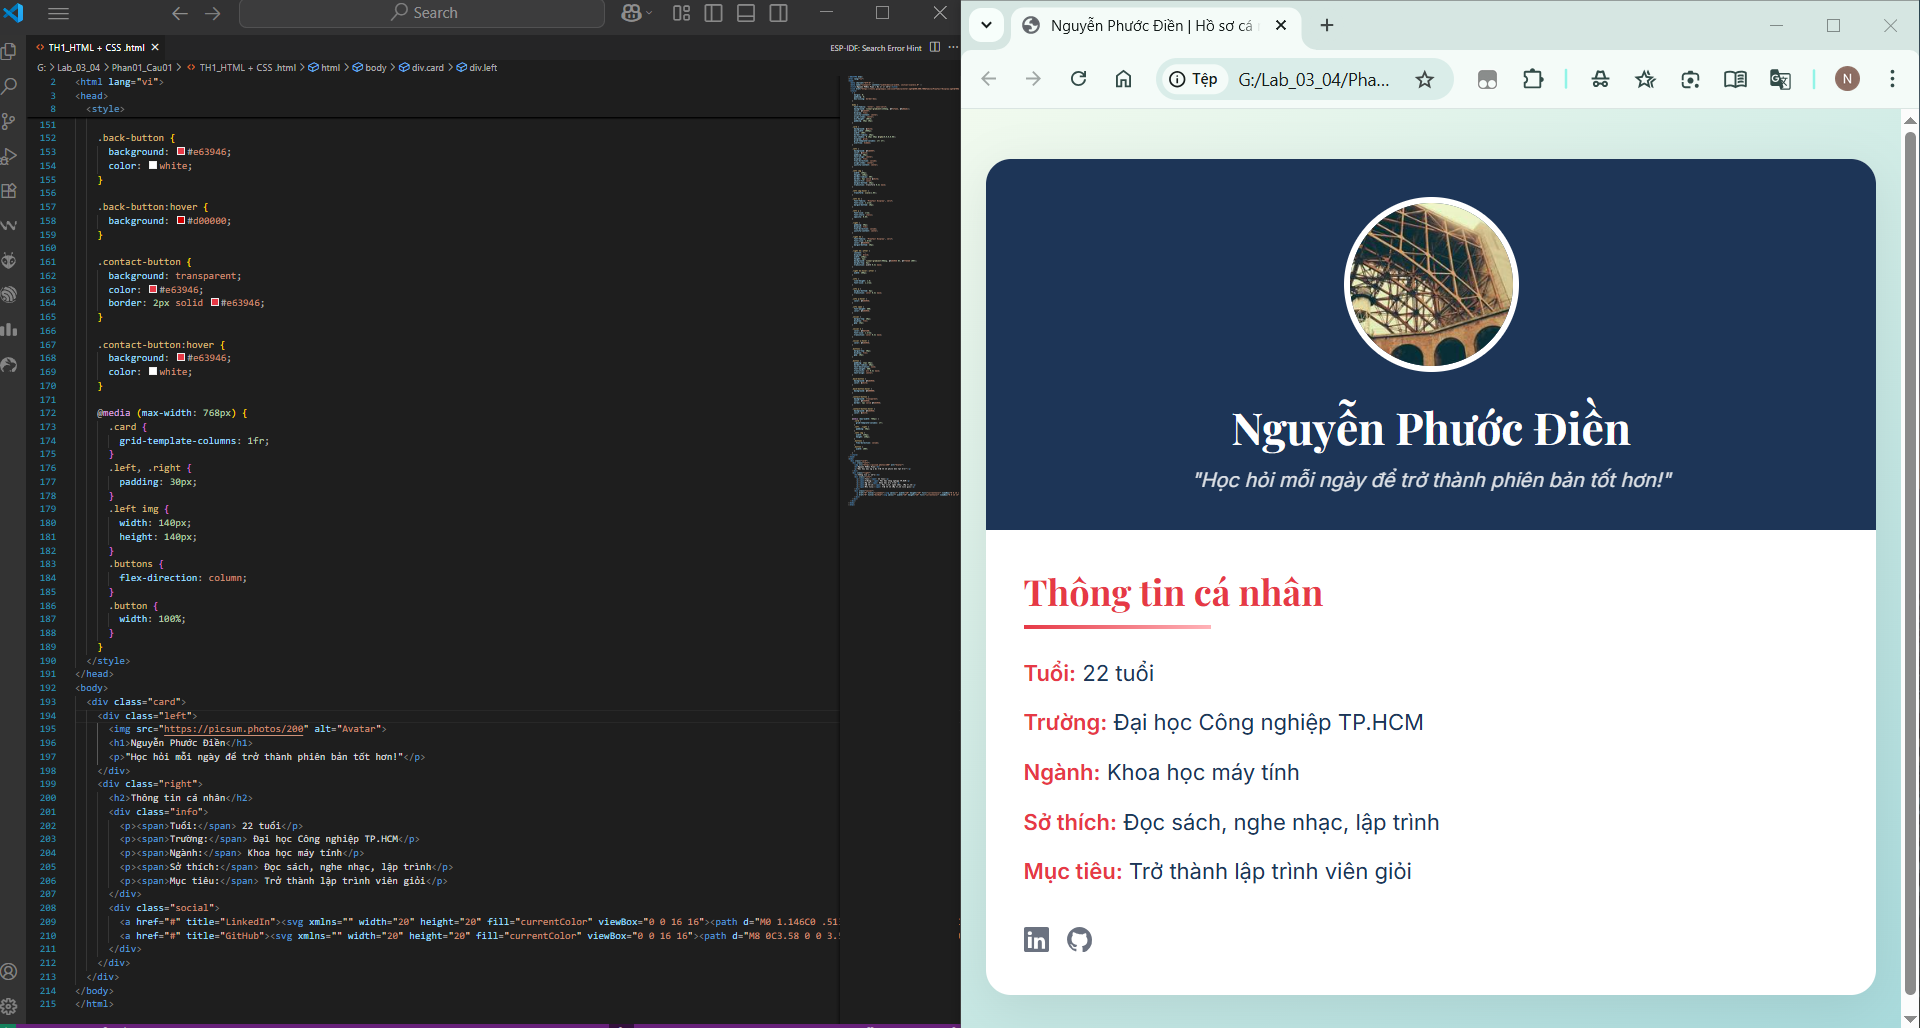 Search
TH1_HTML + CSS .html
ESP-IDF: Search Error Hint
G: > Lab_03_04 > Phan01_Cau01 > TH1_HTML + CSS .html > html > body > div.card > div.left
2 <html lang="vi">
3 <head>
8 <style>
151
152 .back-button {
153 background: #e63946;
154 color: white;
155 }
156
157 .back-button:hover {
158 background: #d00000;
159 }
160
161 .contact-button {
162 background: transparent;
163 color: #e63946;
164 border: 2px solid #e63946;
165 }
166
167 .contact-button:hover {
168 background: #e63946;
169 color: white;
170 }
171
172 @media (max-width: 768px) {
173 .card {
174 grid-template-columns: 1fr;
175 }
176 .left, .right {
177 padding: 30px;
178 }
179 .left img {
180 width: 140px;
181 height: 140px;
182 }
183 .buttons {
184 flex-direction: column;
185 }
186 .button {
187 width: 100%;
188 }
189 }
190 </style>
191 </head>
192 <body>
193 <div class="card">
194 <div class="left">
195 <img src="https://picsum.photos/200" alt="Avatar">
196 <h1>Nguyễn Phước Điền</h1>
197 <p>"Học hỏi mỗi ngày để trở thành phiên bản tốt hơn!"</p>
198 </div>
199 <div class="right">
200 <h2>Thông tin cá nhân</h2>
201 <div class="info">
202 <p><span>Tuổi:</span> 22 tuổi</p>
203 <p><span>Trường:</span> Đại học Công nghiệp TP.HCM</p>
204 <p><span>Ngành:</span> Khoa học máy tính</p>
205 <p><span>Sở thích:</span> Đọc sách, nghe nhạc, lập trình</p>
206 <p><span>Mục tiêu:</span> Trở thành lập trình viên giỏi</p>
207 </div>
208 <div class="social">
209 <a href="#" title="LinkedIn"><svg xmlns="" width="20" height="20" fill="currentColor" viewBox="0 0 16 16"><path d="M0 1.146C0 .51
210 <a href="#" title="GitHub"><svg xmlns="" width="20" height="20" fill="currentColor" viewBox="0 0 16 16"><path d="M8 0C3.58 0 0 3.
211 </div>
212 </div>
213 </div>
214 </body>
215 </html>
Nguyễn Phước Điền | Hồ sơ cá
Tệp G:/Lab_03_04/Pha...
N
Nguyễn Phước Điền
"Học hỏi mỗi ngày để trở thành phiên bản tốt hơn!"
Thông tin cá nhân
Tuổi: 22 tuổi
Trường: Đại học Công nghiệp TP.HCM
Ngành: Khoa học máy tính
Sở thích: Đọc sách, nghe nhạc, lập trình
Mục tiêu: Trở thành lập trình viên giỏi
in